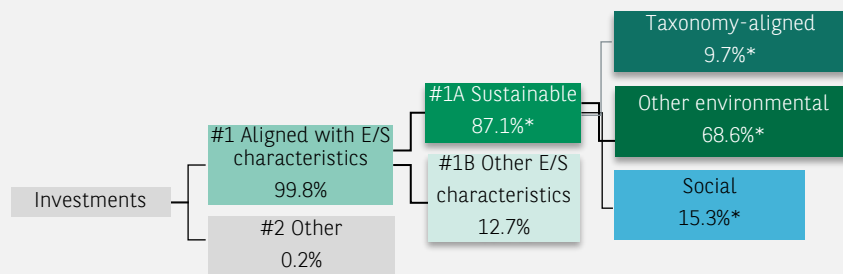 Investments
#1 Aligned with E/S
characteristics
99.8%
#2 Other
0.2%
#1A Sustainable
87.1%*
#1B Other E/S
characteristics
12.7%
Taxonomy-aligned
9.7%*
Other environmental
68.6%*
Social
15.3%*